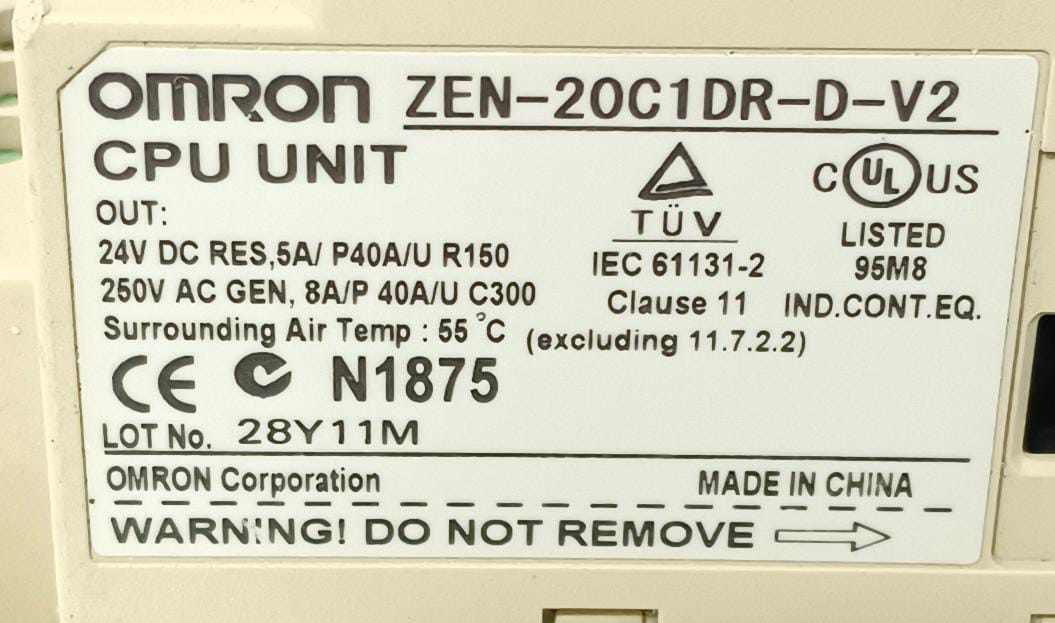 OMRON ZEN-20C1DR-D-V2
CPU UNIT
OUT:
24V DC RES,5A/ P40A/U R150
250V AC GEN, 8A/P 40A/U C300
Surrounding Air Temp : 55°C
TÜV
IEC 61131-2
Clause 11
(excluding 11.7.2.2)
C UL US
LISTED
95M8
IND.CONT.EQ.
CE N1875
LOT No. 28Y11M
OMRON Corporation MADE IN CHINA
WARNING! DO NOT REMOVE